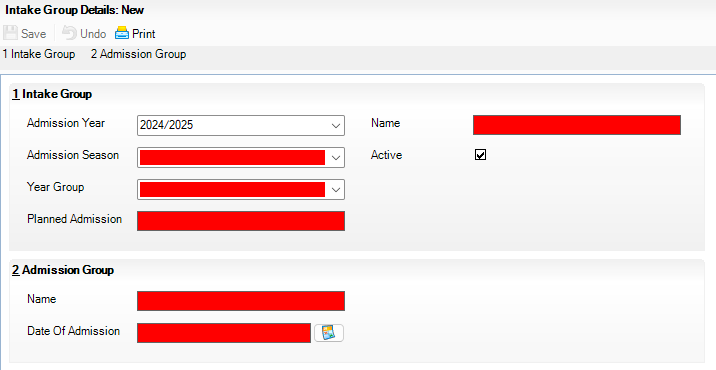 Intake Group Details: New
Save Undo Print
1 Intake Group 2 Admission Group
1 Intake Group
Admission Year 2024/2025 Name
Admission Season Active
Year Group
Planned Admission
2 Admission Group
Name
Date Of Admission